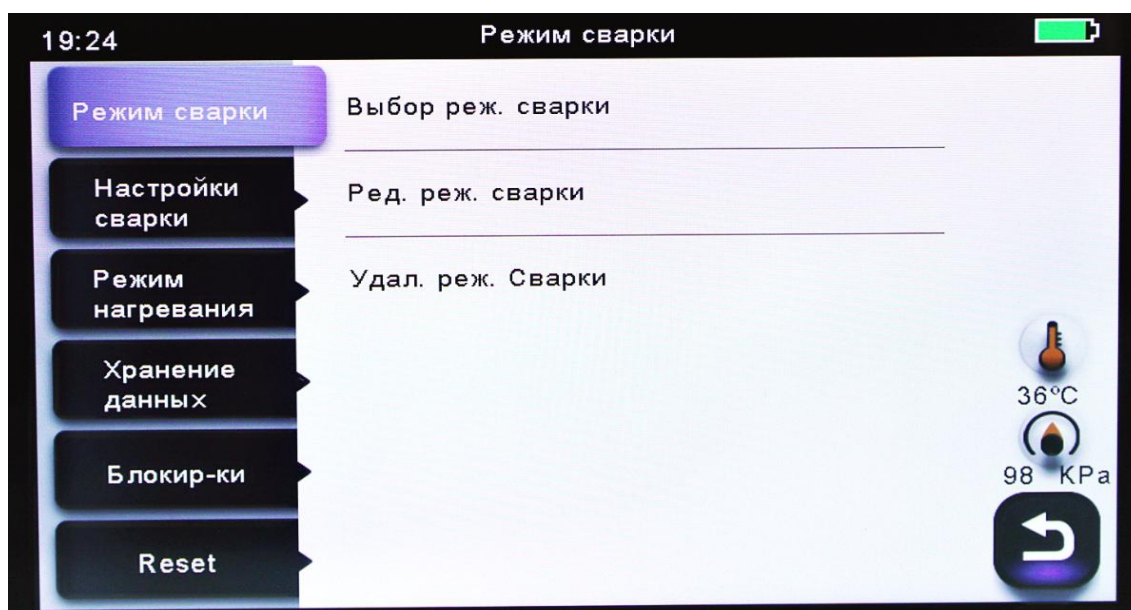 19:24
Режим сварки
Режим сварки
Выбор реж. сварки
Настройки
сварки
Ред. реж. сварки
Режим
нагревания
Удал. реж. Сварки
Хранение
данных
36°C
Блокир-ки
98 KPa
Reset